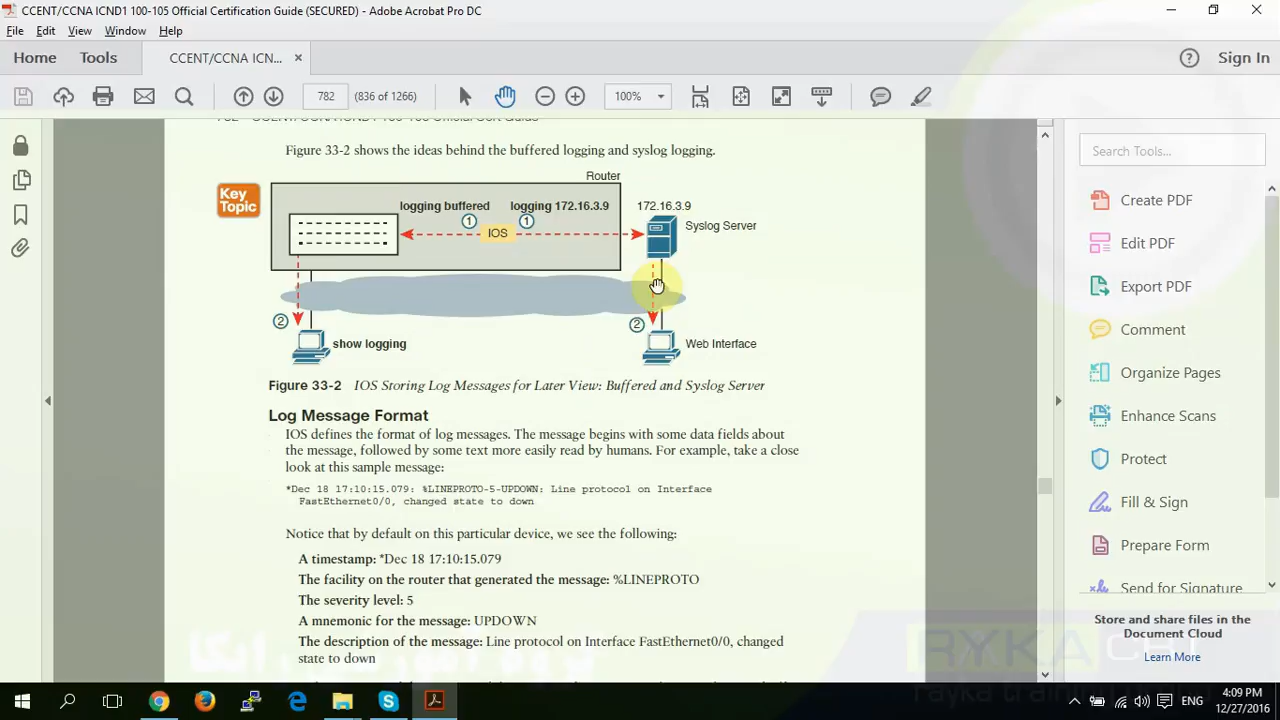 CCENT/CCNA ICND1 100-105 Official Certification Guide (SECURED) - Adobe Acrobat Pro DC
File Edit View Window Help
Home Tools CCENT/CCNA ICN... × Sign In
782 (836 of 1266) 100%
Figure 33-2 shows the ideas behind the buffered logging and syslog logging.
Key Topic
Router
logging buffered logging 172.16.3.9 172.16.3.9
1 1 Syslog Server
IOS
2 2
show logging Web Interface
Figure 33-2 IOS Storing Log Messages for Later View: Buffered and Syslog Server
Log Message Format
IOS defines the format of log messages. The message begins with some data fields about
the message, followed by some text more easily read by humans. For example, take a close
look at this sample message:
*Dec 18 17:10:15.079: %LINEPROTO-5-UPDOWN: Line protocol on Interface
FastEthernet0/0, changed state to down
Notice that by default on this particular device, we see the following:
A timestamp: *Dec 18 17:10:15.079
The facility on the router that generated the message: %LINEPROTO
The severity level: 5
A mnemonic for the message: UPDOWN
The description of the message: Line protocol on Interface FastEthernet0/0, changed
state to down
Search Tools...
Create PDF
Edit PDF
Export PDF
Comment
Organize Pages
Enhance Scans
Protect
Fill & Sign
Prepare Form
Send for Signature
Store and share files in the
Document Cloud
Learn More
RYKA
rayka training
ENG
4:09 PM
12/27/2016